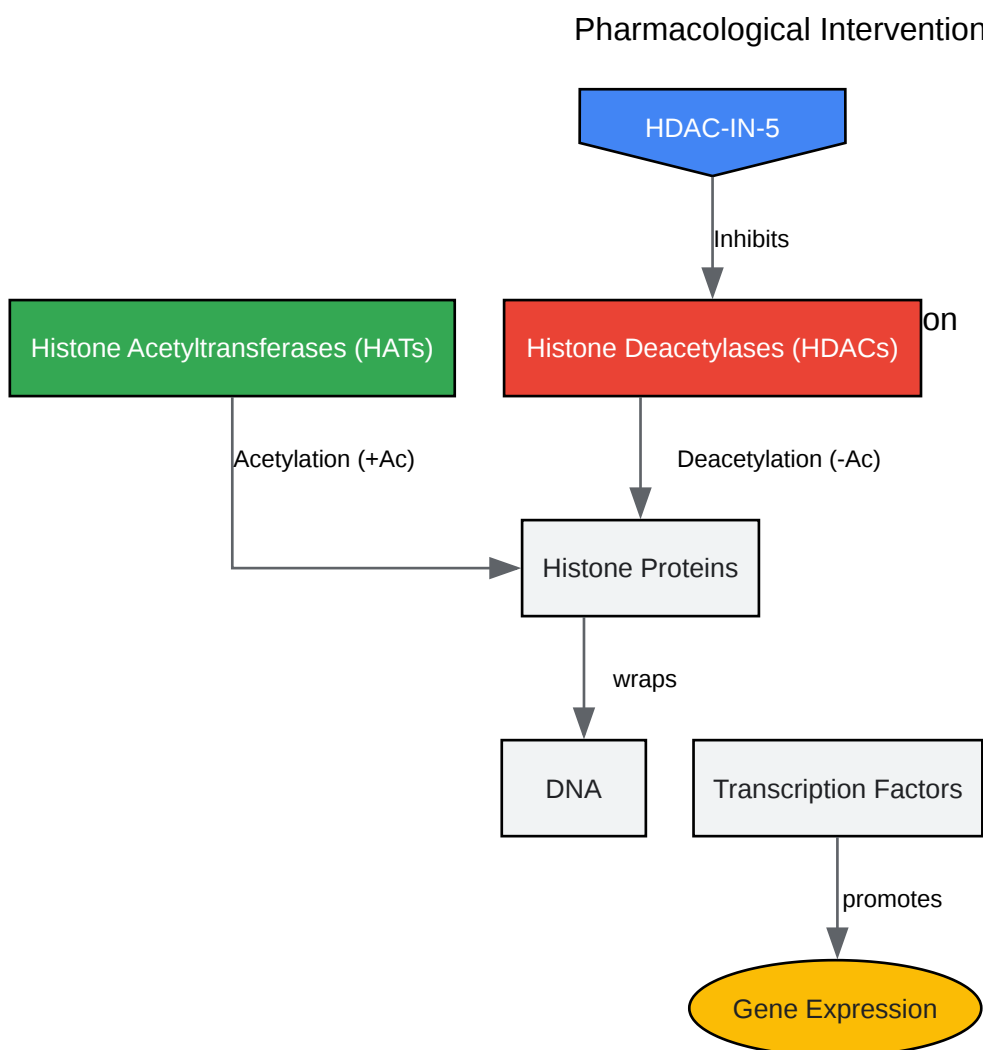 Pharmacological Intervention
HDAC-IN-5
Inhibits
Histone Acetyltransferases (HATs)
Histone Deacetylases (HDACs)
on
Acetylation (+Ac)
Deacetylation (-Ac)
Histone Proteins
wraps
DNA
Transcription Factors
promotes
Gene Expression